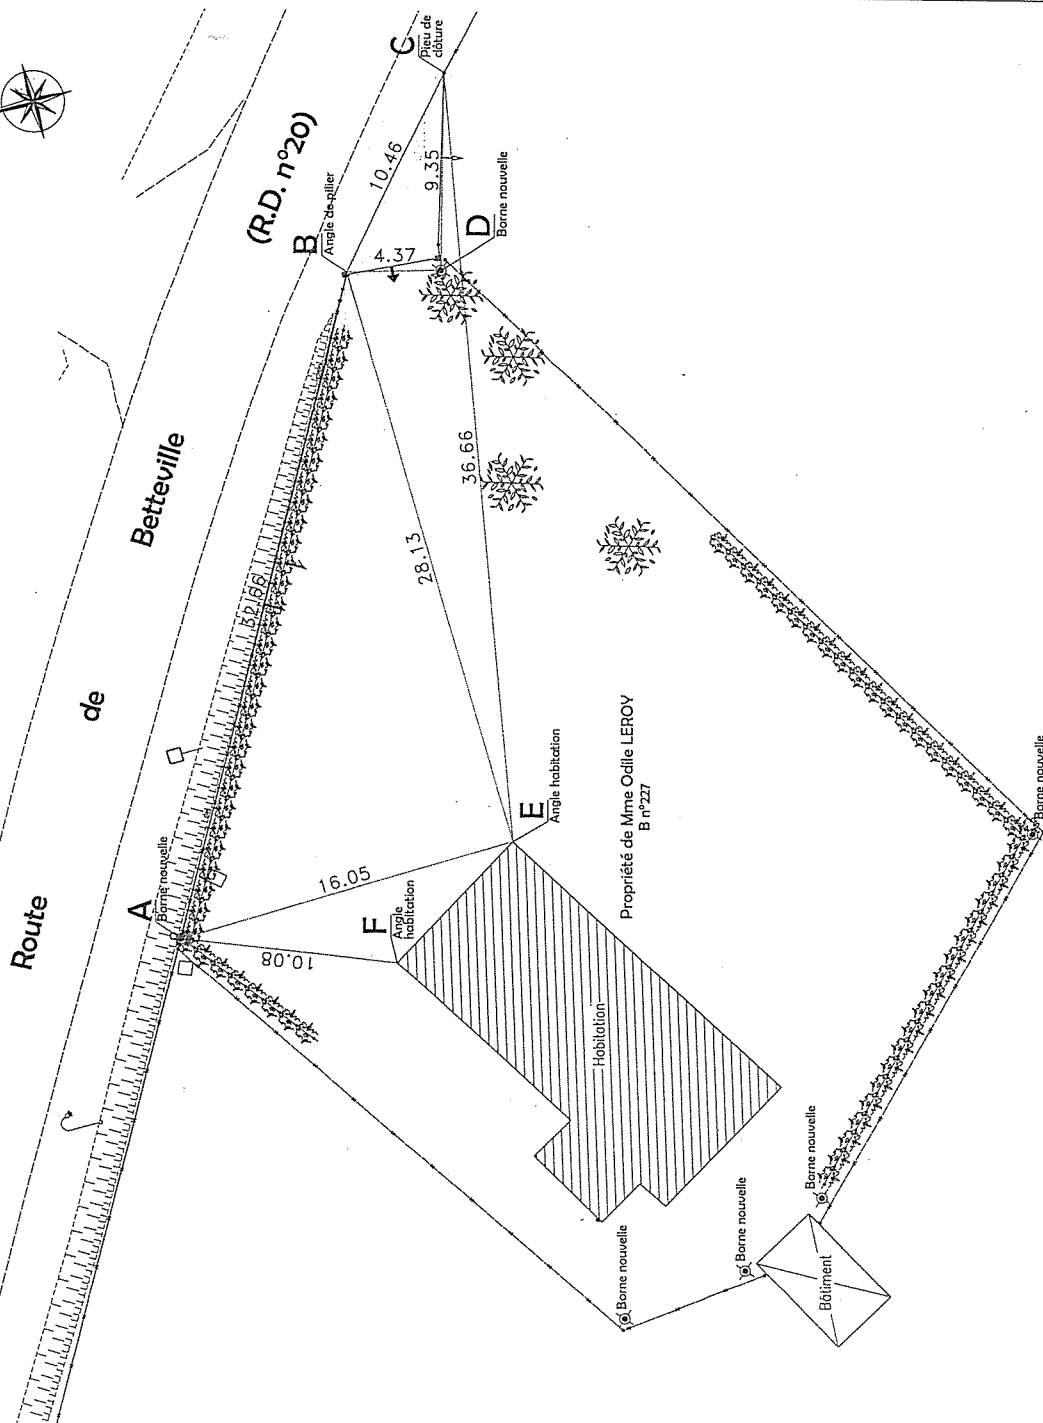 C
Pieu de
clôture
(R.D. n°20)
B
Angle de pilier
10.46
9.35
D
Borne nouvelle
4.37
Betteville
36.66
28.13
32.66
de
Propriété de Mme Odile LEROY
B n°227
E
Angle habitation
Borne nouvelle
A
Borne nouvelle
16.05
F
Angle
habitation
Route
10.08
Habitation
Borne nouvelle
Borne nouvelle
Borne nouvelle
Bâtiment